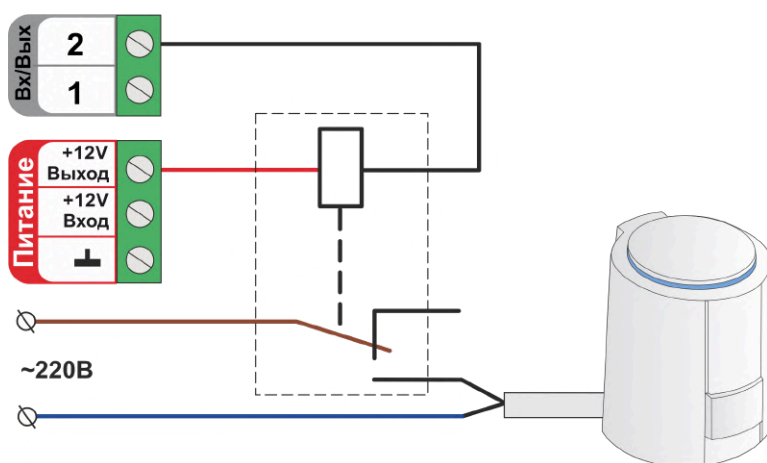 Вх/Вых
2
1
Питание
+12V
Выход
+12V
Вход
~220В